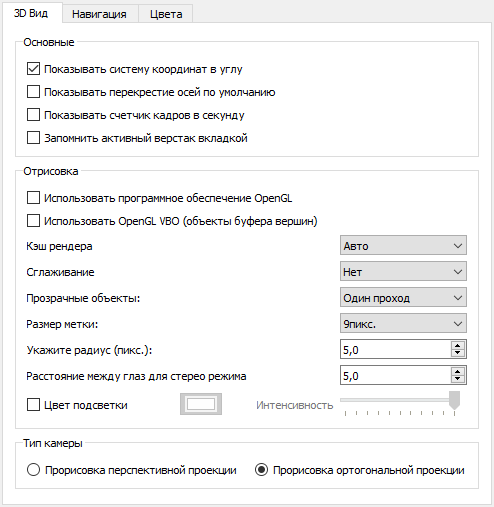 3D Вид
Навигация
Цвета
Основные
Показывать систему координат в углу
Показывать перекрестие осей по умолчанию
Показывать счетчик кадров в секунду
Запомнить активный верстак вкладкой
Отрисовка
Использовать программное обеспечение OpenGL
Использовать OpenGL VBO (объекты буфера вершин)
Кэш рендера Авто
Сглаживание Нет
Прозрачные объекты: Один проход
Размер метки: 9пикс.
Укажите радиус (пикс.): 5,0
Расстояние между глаз для стерео режима 5,0
Цвет подсветки Интенсивность
Тип камеры
Прорисовка перспективной проекции Прорисовка ортогональной проекции